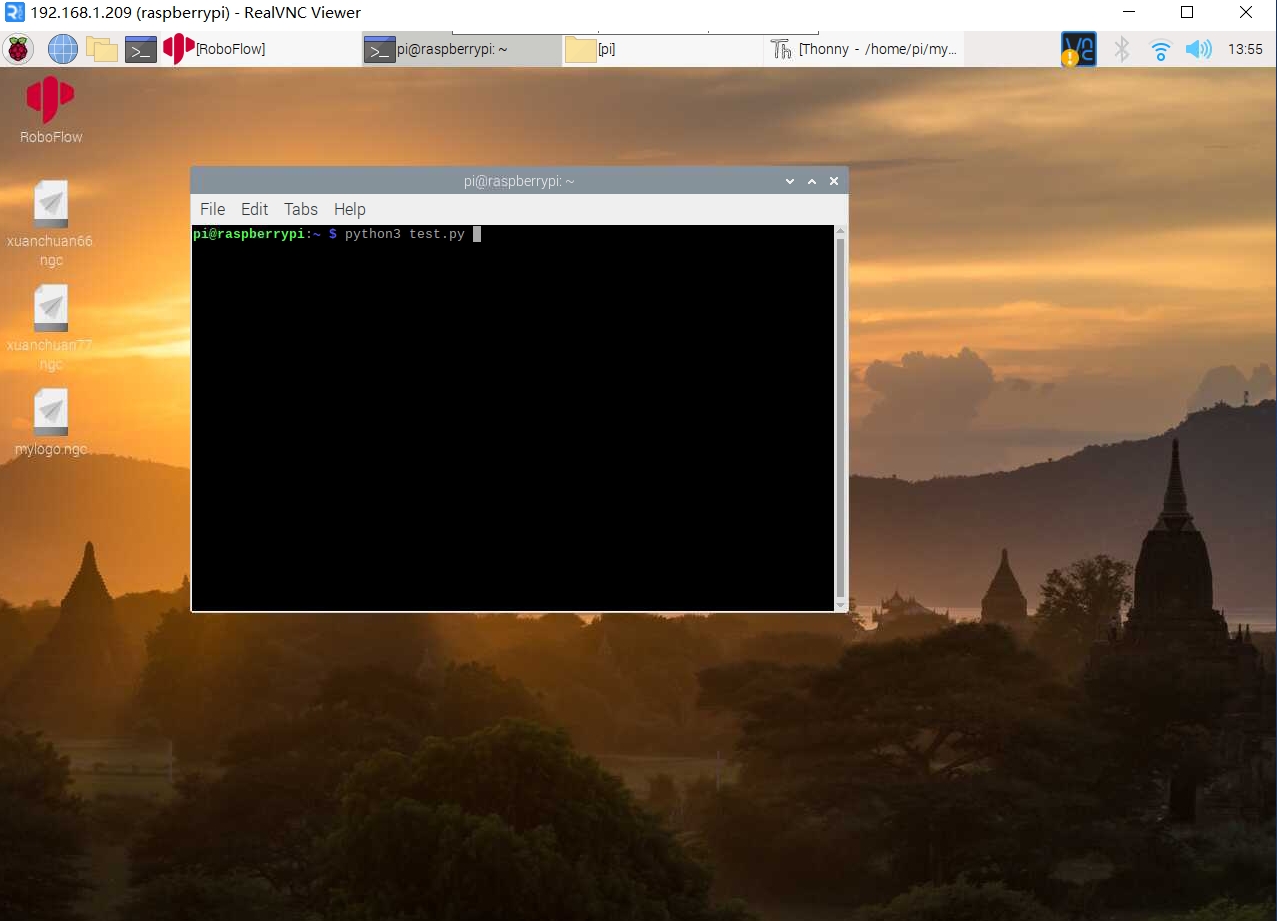 192.168.1.209 (raspberrypi) - RealVNC Viewer
[RoboFlow]
pi@raspberrypi: ~
[pi]
[Thonny - /home/pi/my...
13:55
RoboFlow
xuanchuan66.
ngc
xuanchuan77.
ngc
mylogo.ngc
pi@raspberrypi: ~
File Edit Tabs Help
pi@raspberrypi:~ $ python3 test.py